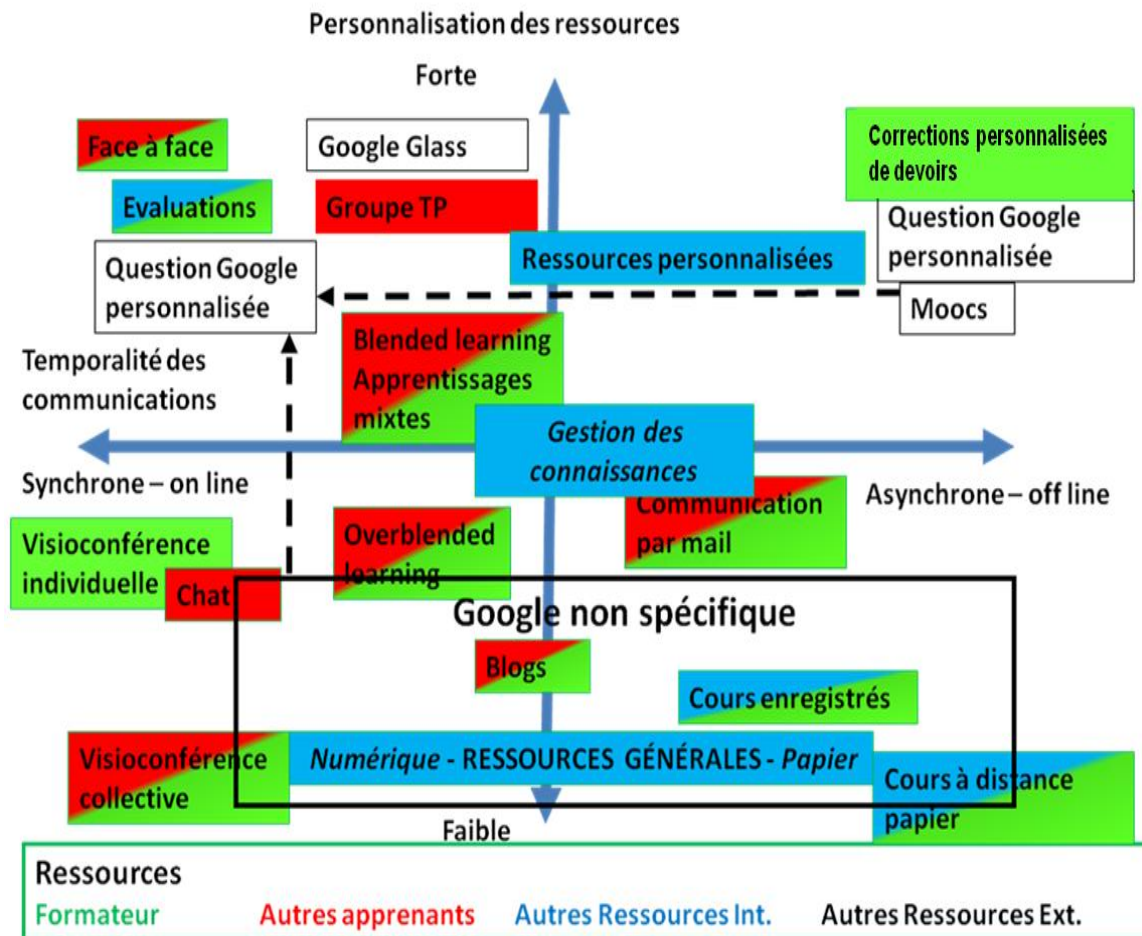 Personnalisation des ressources
Forte
Face à face
Google Glass
Corrections personnalisées
de devoirs
Evaluations
Groupe TP
Question Google
personnalisée
Ressources personnalisées
Question Google
personnalisée
Moocs
Blended learning
Apprentissages
mixtes
Temporalité des
communications
Gestion des
connaissances
Synchrone – on line
Asynchrone – off line
Communication
par mail
Visioconférence
individuelle
Overblended
learning
Chat
Google non spécifique
Blogs
Cours enregistrés
Visioconférence
collective
Numérique - RESSOURCES GÉNÉRALES - Papier
Cours à distance
papier
Faible
Ressources
Formateur
Autres apprenants
Autres Ressources Int.
Autres Ressources Ext.